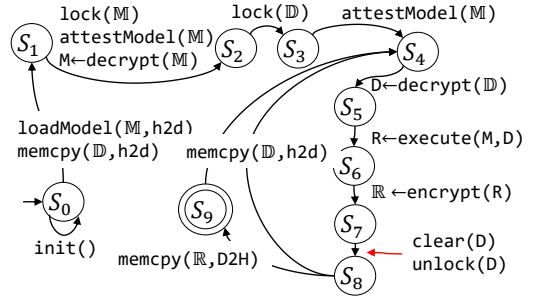 lock(𝕄)
attestModel(𝕄)
M←decrypt(𝕄)
lock(𝔻)
attestModel(𝕄)
S₁
S₂
S₃
S₄
D←decrypt(𝔻)
S₅
loadModel(𝕄,h2d)
memcpy(𝔻,h2d)
memcpy(𝔻,h2d)
R←execute(M,D)
S₆
ℝ ←encrypt(R)
S₀
S₉
S₇
init()
memcpy(ℝ,D2H)
clear(D)
unlock(D)
S₈